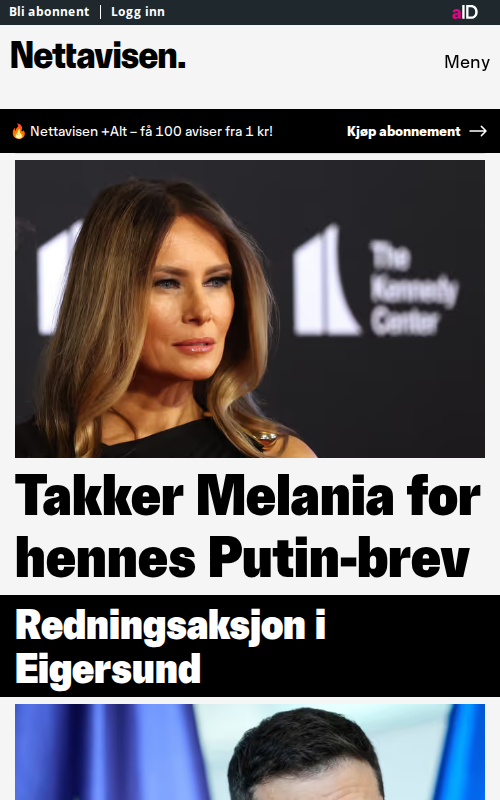 Bli abonnent
Logg inn
aID
Nettavisen.
Meny
🔥 Nettavisen +Alt – få 100 aviser fra 1 kr!
Kjøp abonnement →
The
Kennedy
Center
Takker Melania for
hennes Putin-brev
Redningsaksjon i
Eigersund